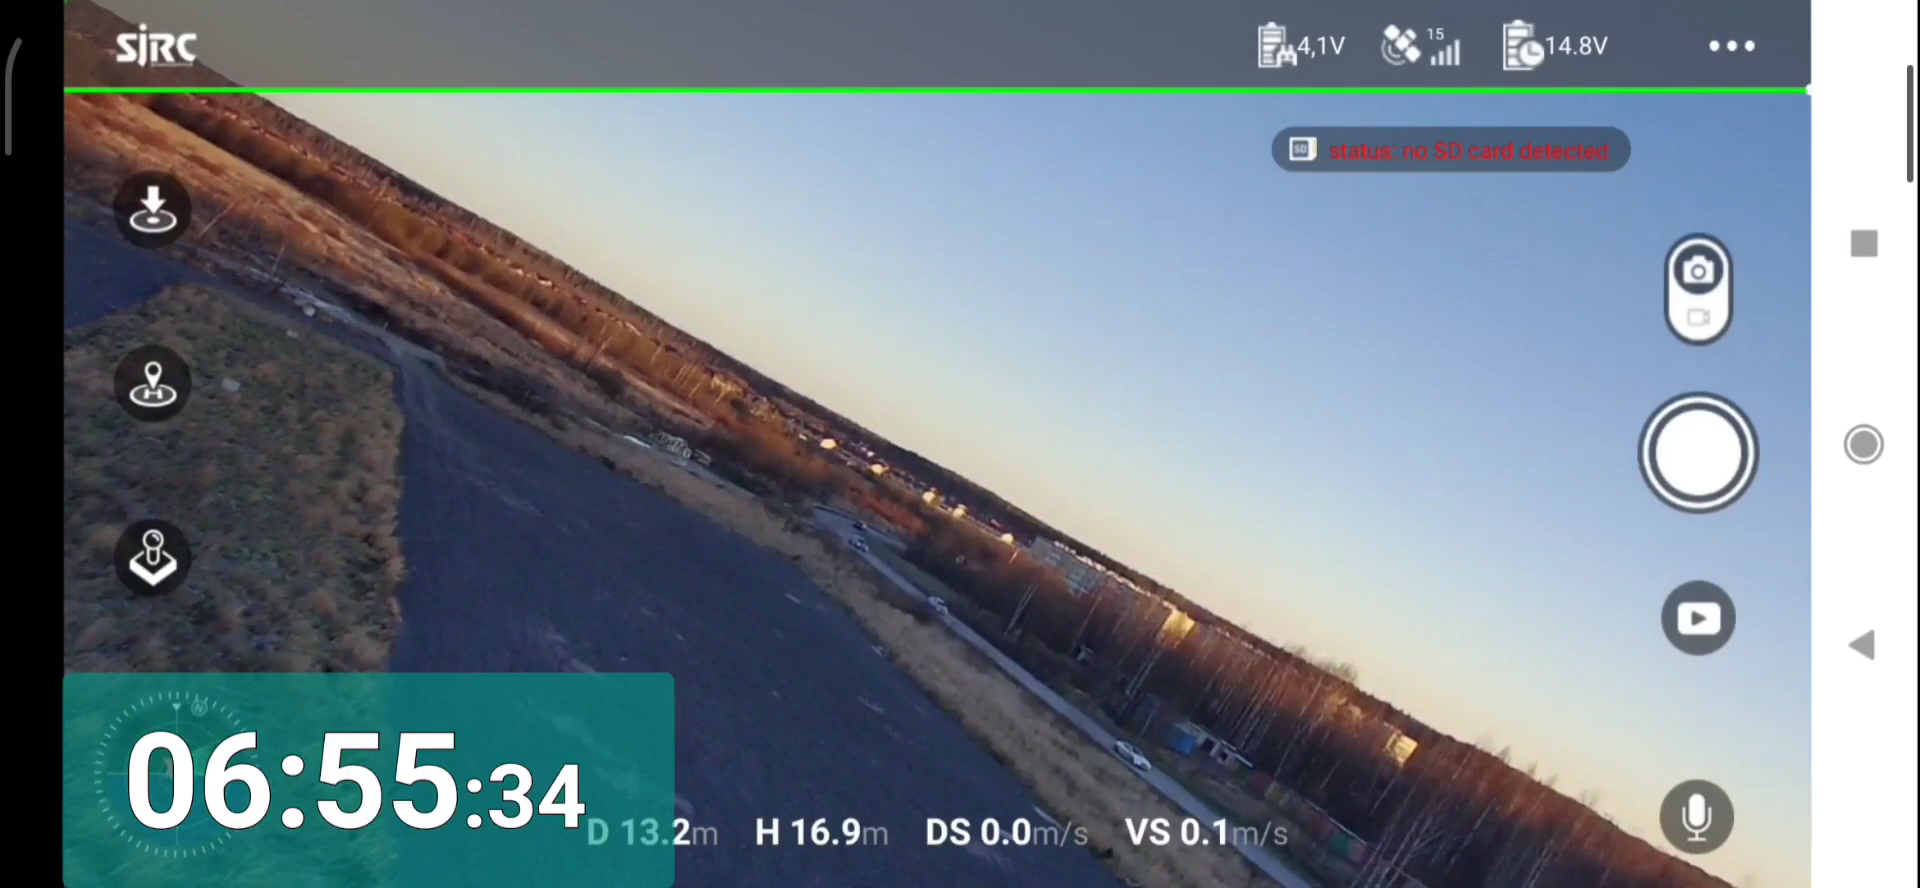 SJRC
4,1V
15
14.8V
SD status: no SD card detected
N
H
06:55:34
D 13.2m H 16.9m DS 0.0m/s VS 0.1m/s